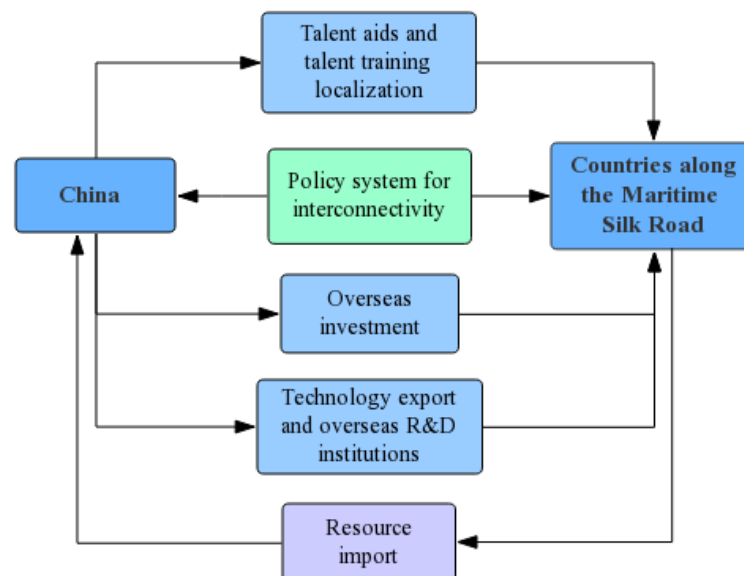 Talent aids and
talent training
localization
China
Policy system for
interconnectivity
Countries along
the Maritime
Silk Road
Overseas
investment
Technology export
and overseas R&D
institutions
Resource
import